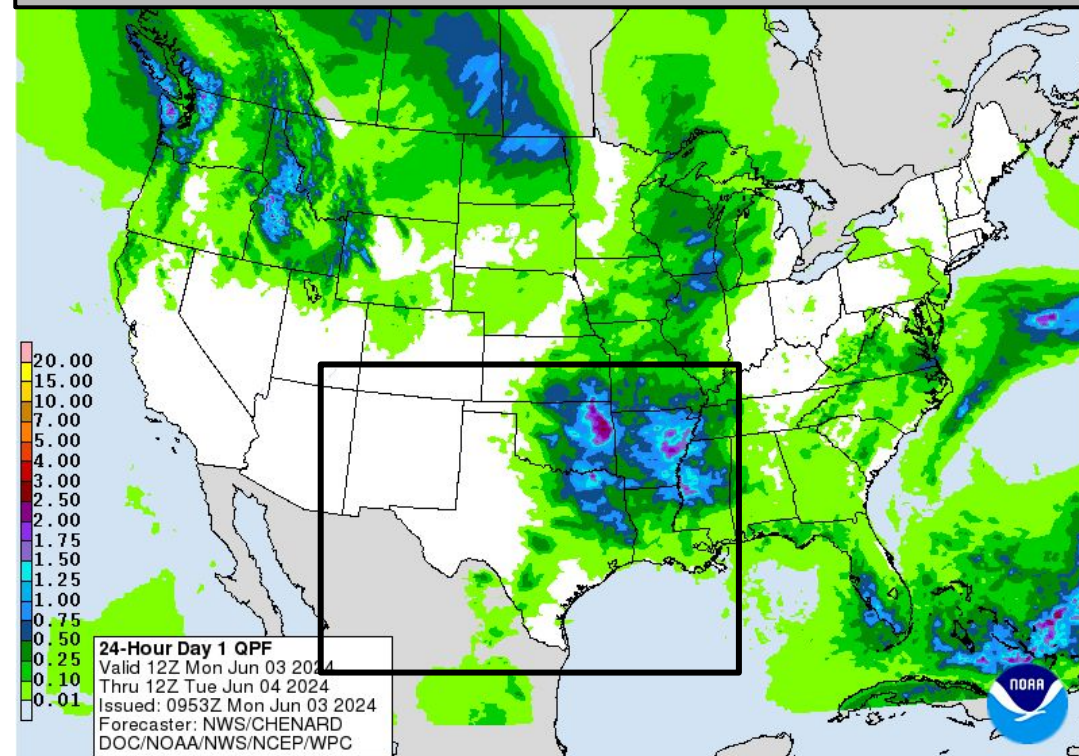 20.00
15.00
10.00
7.00
5.00
4.00
3.00
2.50
2.00
1.75
1.50
1.25
1.00
0.75
0.50
0.25
0.10
0.01
24-Hour Day 1 QPF
Valid 12Z Mon Jun 03 2024
Thru 12Z Tue Jun 04 2024
Issued: 0953Z Mon Jun 03 2024
Forecaster: NWS/CHENARD
DOC/NOAA/NWS/NCEP/WPC
NOAA